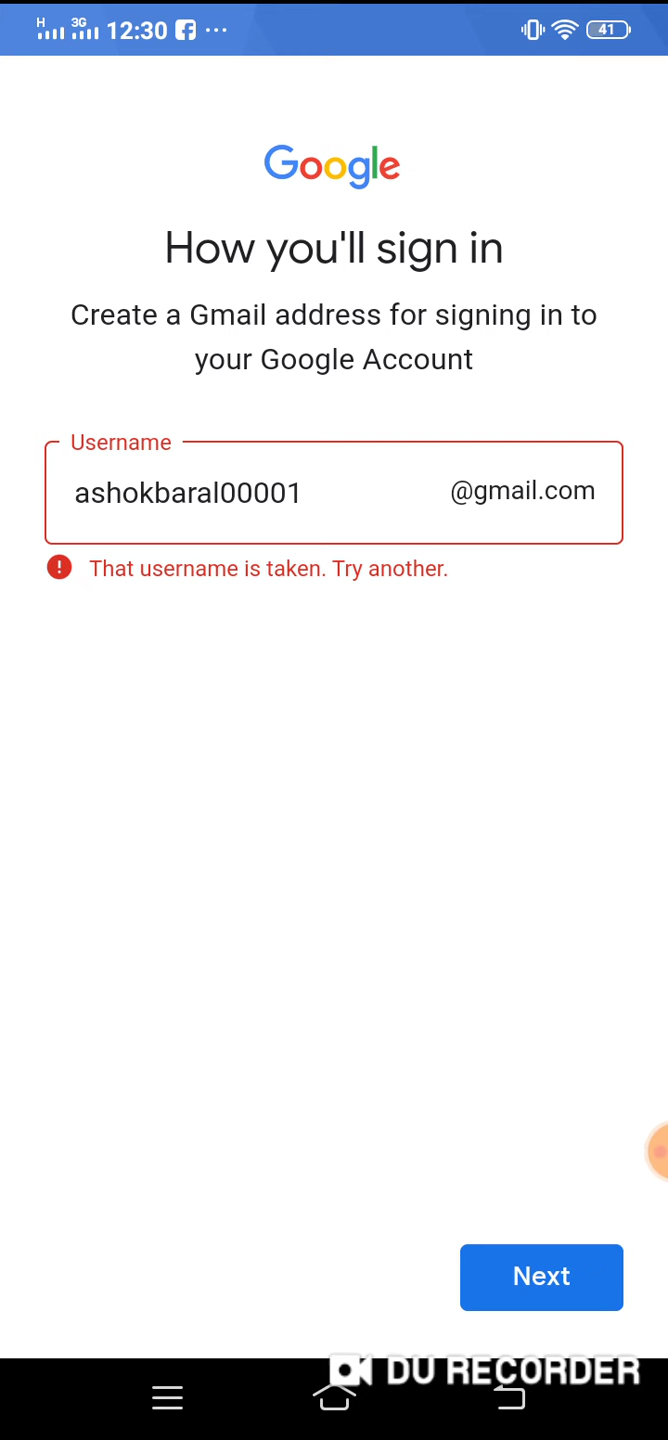 H 3G 12:30 41
Google
How you'll sign in
Create a Gmail address for signing in to
your Google Account
Username
ashokbaral00001 @gmail.com
That username is taken. Try another.
Next
DU RECORDER